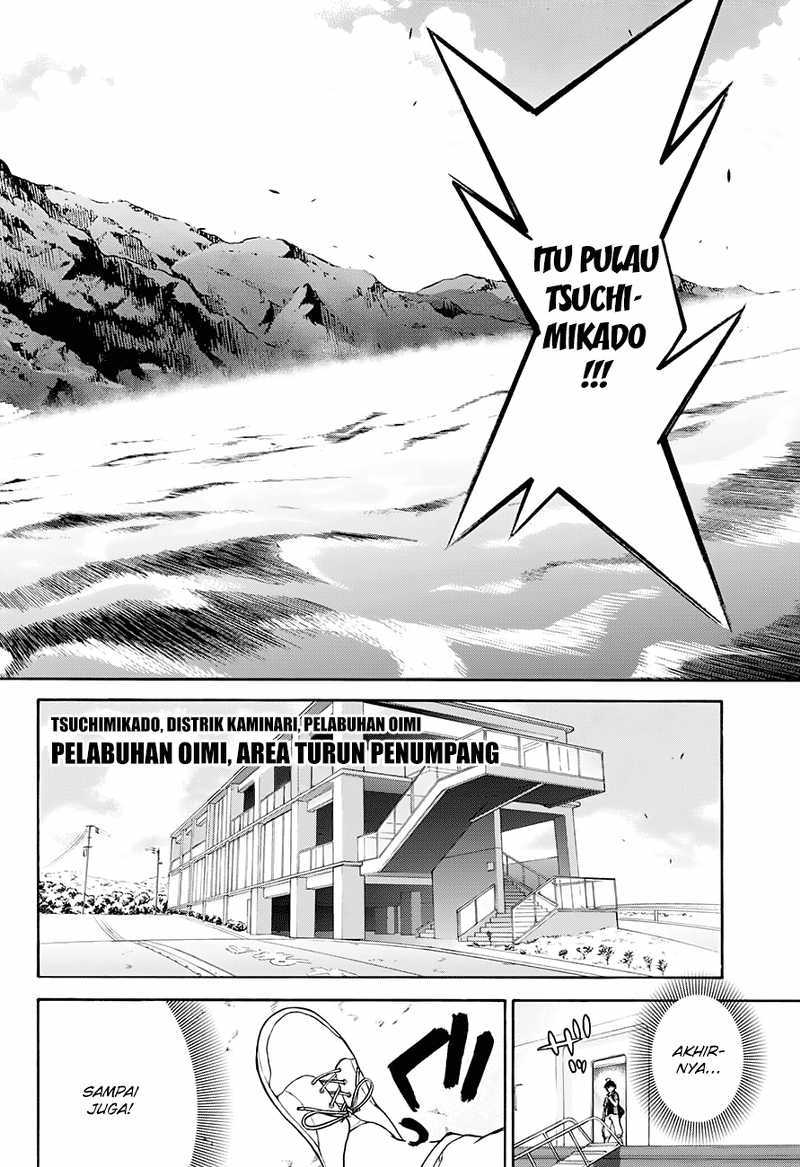 ITU PULAU
TSUCHI-
MIKADO
!!!
TSUCHIMIKADO, DISTRIK KAMINARI, PELABUHAN OIMI
PELABUHAN OIMI, AREA TURUN PENUMPANG
AKHIR-
NYA...
SAMPAI
JUGA!